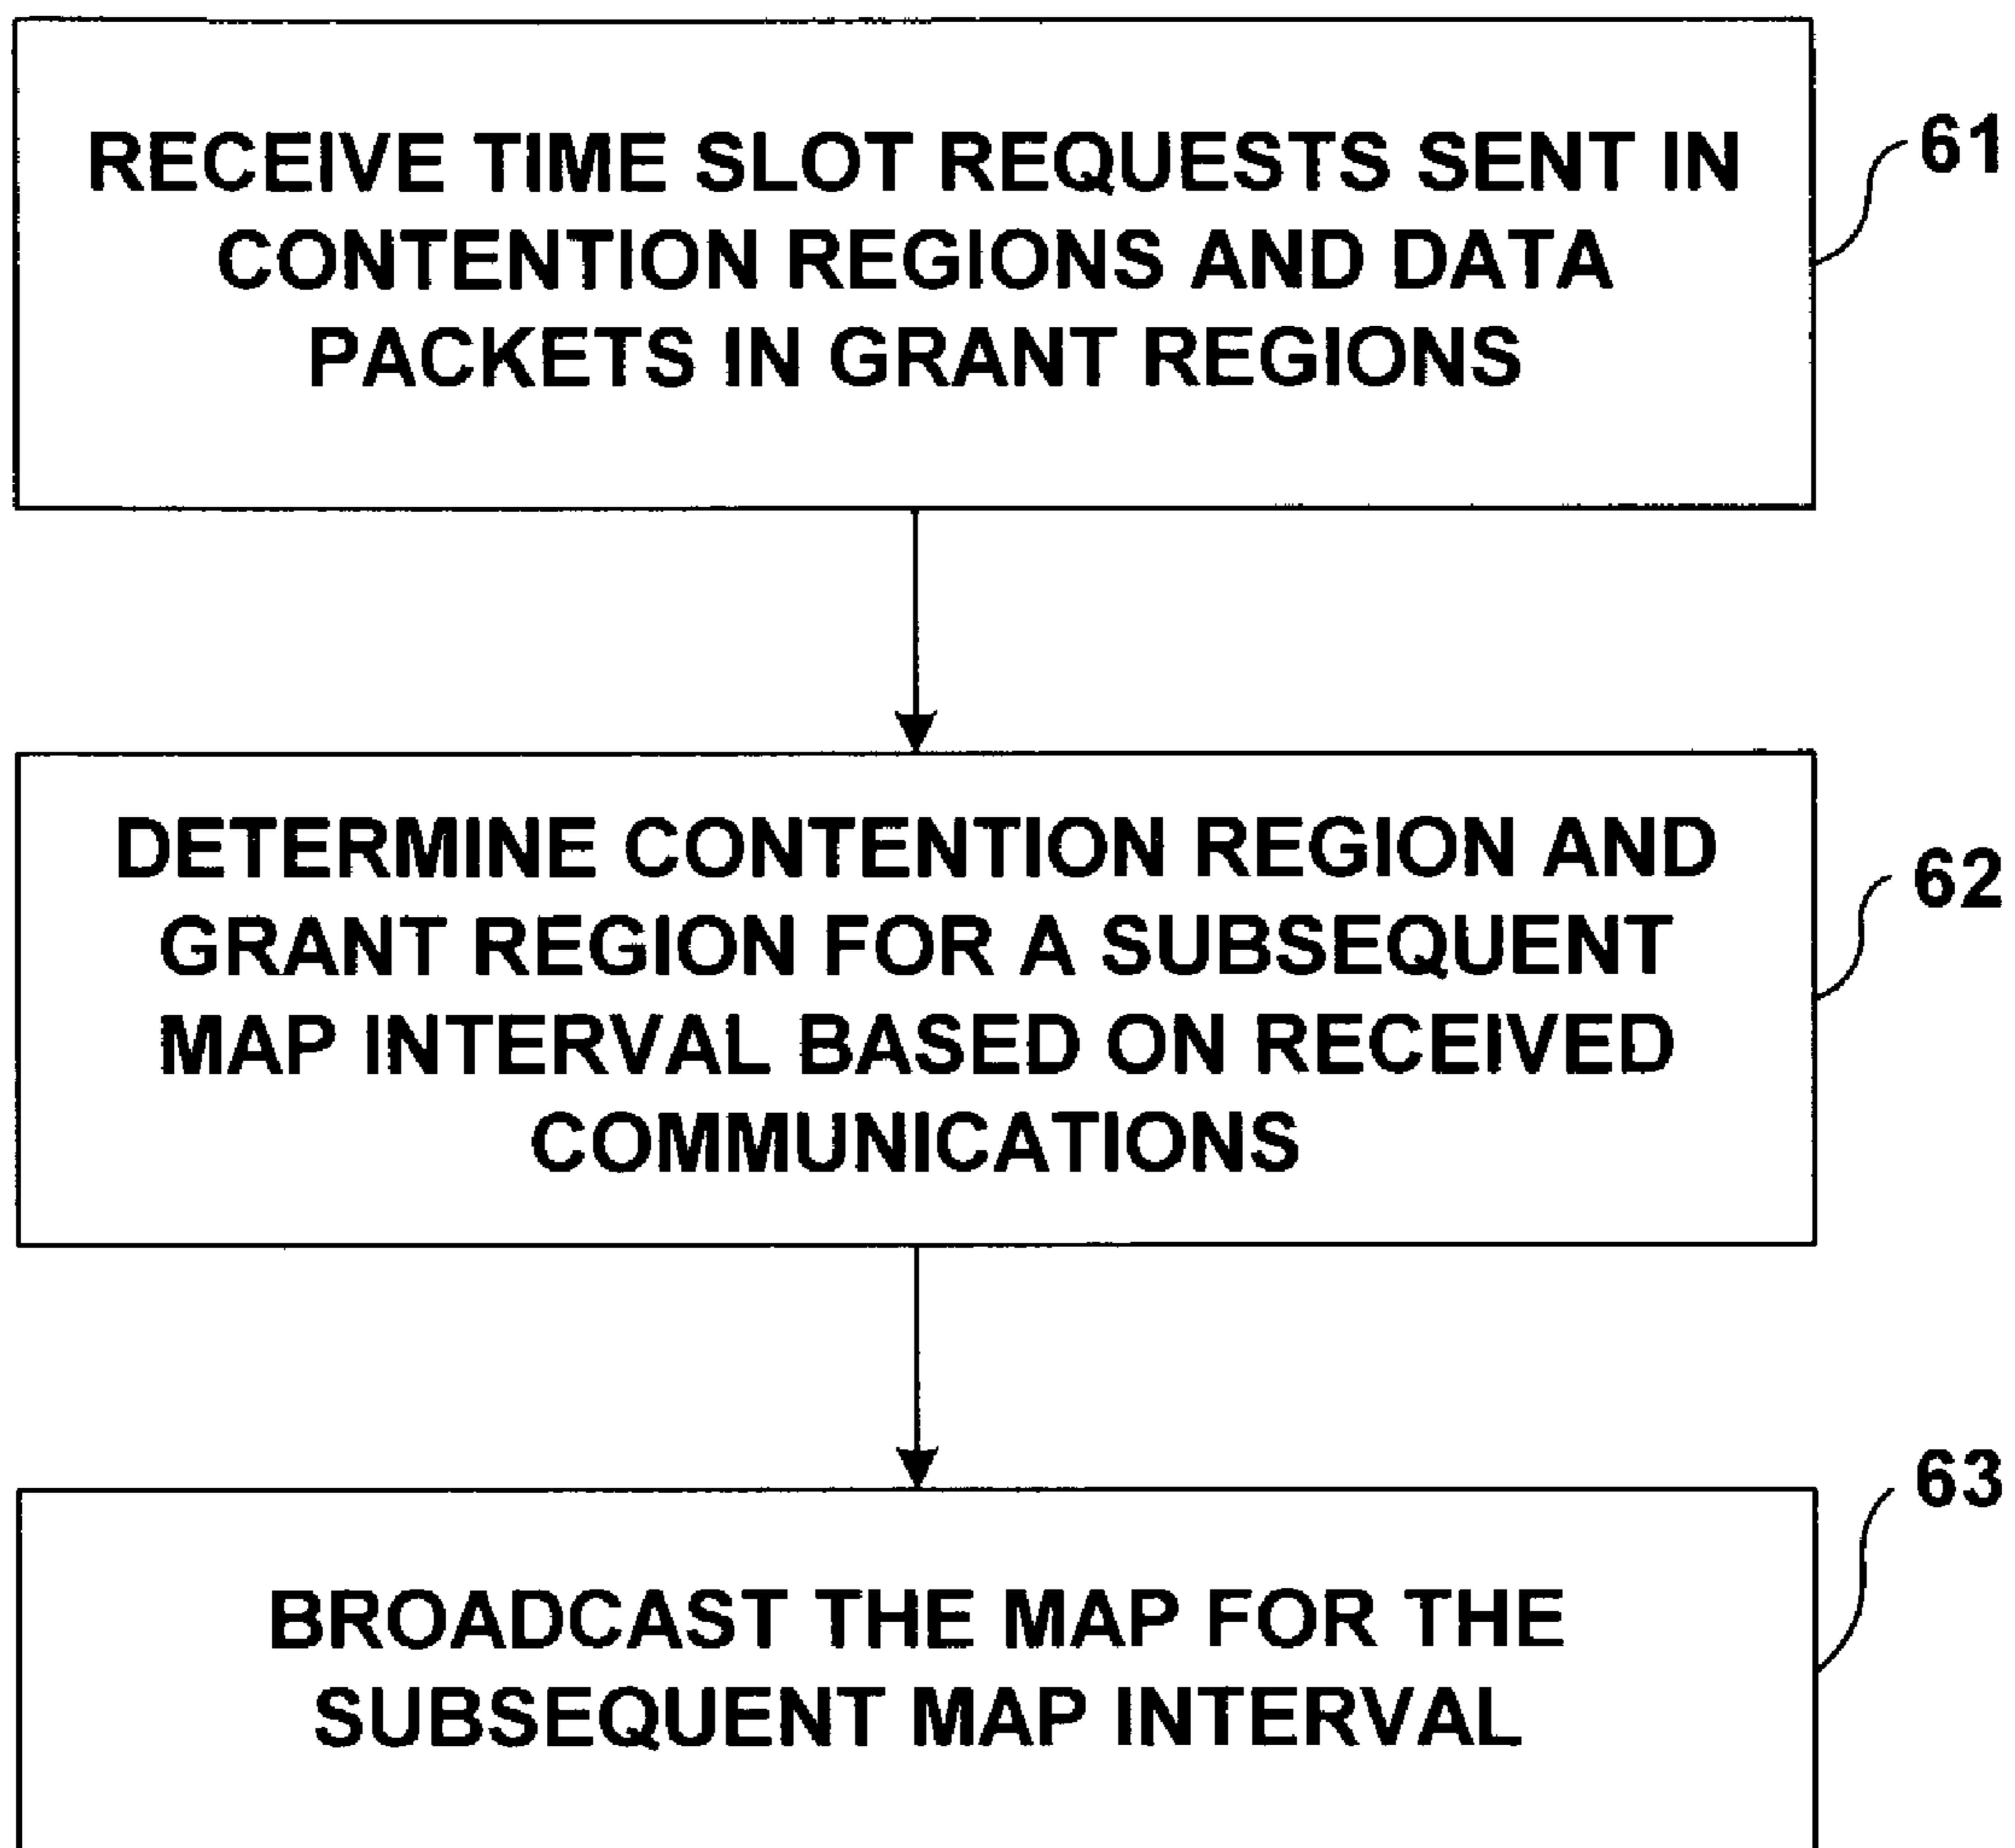 RECEIVE TIME SLOT REQUESTS SENT IN
CONTENTION REGIONS AND DATA
PACKETS IN GRANT REGIONS
61
DETERMINE CONTENTION REGION AND
GRANT REGION FOR A SUBSEQUENT
MAP INTERVAL BASED ON RECEIVED
COMMUNICATIONS
62
BROADCAST THE MAP FOR THE
SUBSEQUENT MAP INTERVAL
63